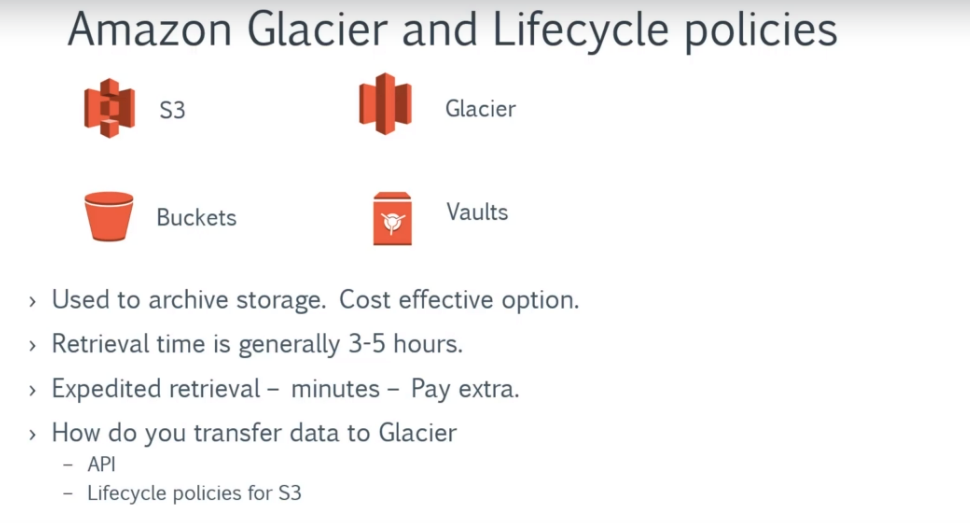 Amazon Glacier and Lifecycle policies
S3
Glacier
Buckets
Vaults
› Used to archive storage. Cost effective option.
› Retrieval time is generally 3-5 hours.
› Expedited retrieval – minutes – Pay extra.
› How do you transfer data to Glacier
– API
– Lifecycle policies for S3